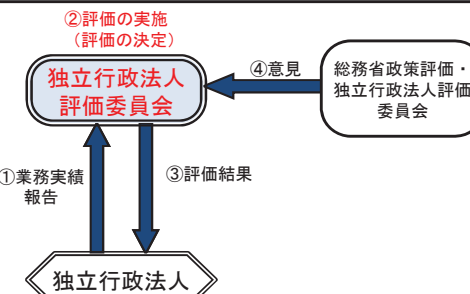 ②評価の実施
（評価の決定）
独立行政法人
評価委員会
④意見
総務省政策評価・
独立行政法人評価
委員会
①業務実績
報告
③評価結果
独立行政法人